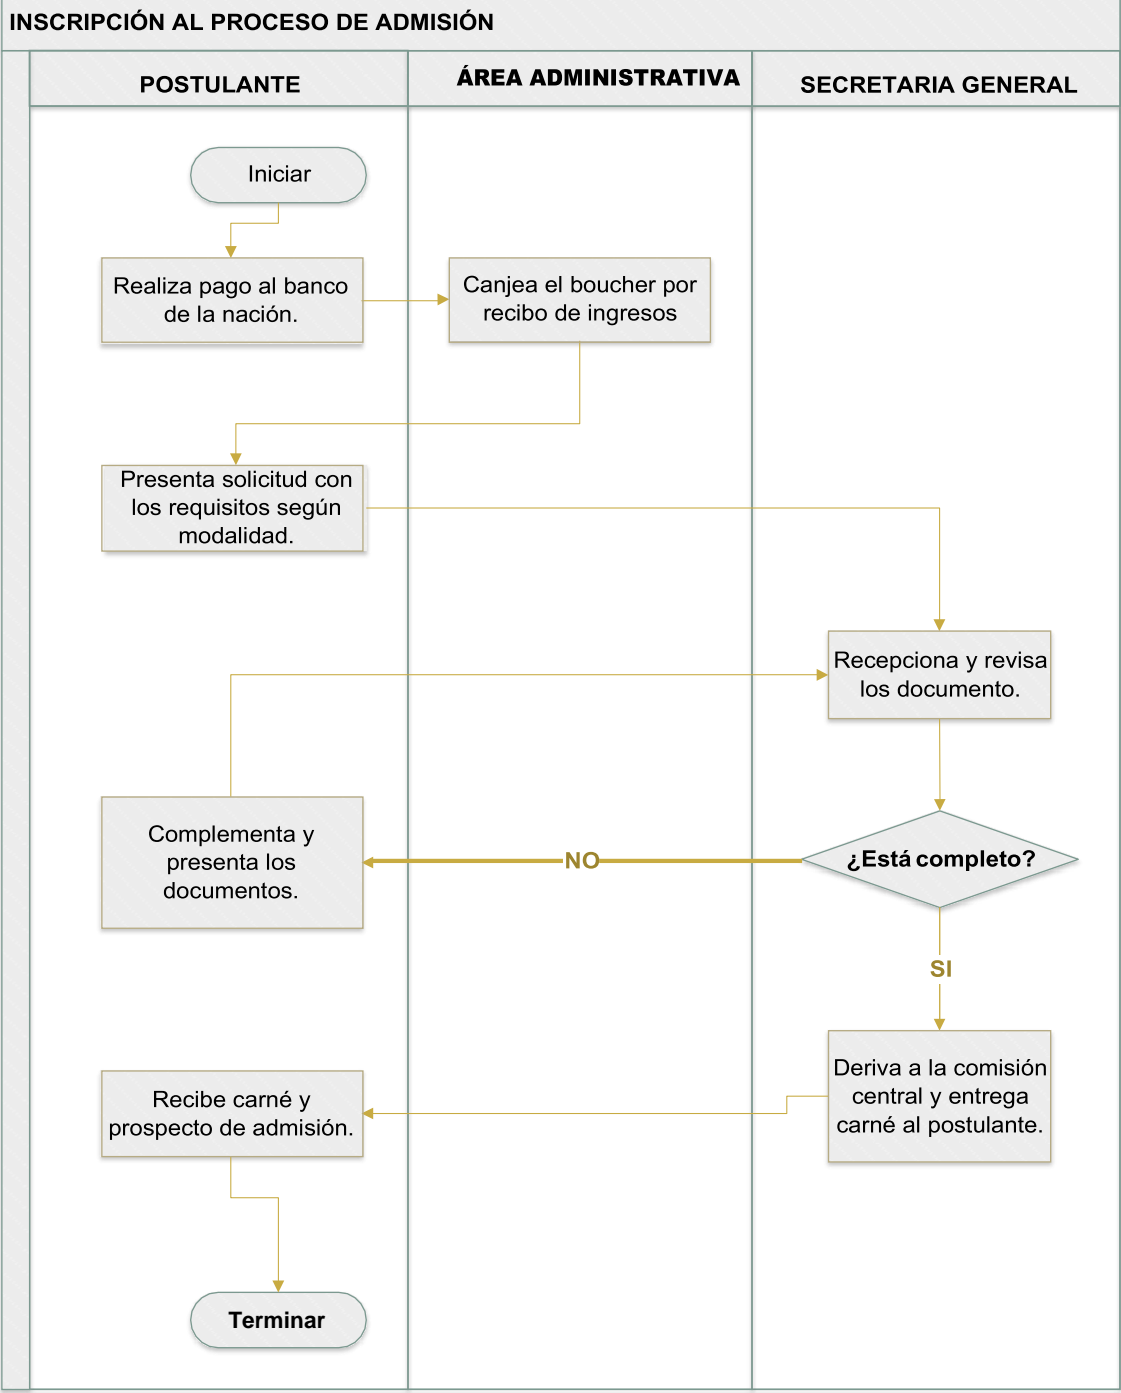 INSCRIPCIÓN AL PROCESO DE ADMISIÓN
POSTULANTE
ÁREA ADMINISTRATIVA
SECRETARIA GENERAL
Iniciar
Realiza pago al banco
de la nación.
Canjea el boucher por
recibo de ingresos
Presenta solicitud con
los requisitos según
modalidad.
Recepciona y revisa
los documento.
Complementa y
presenta los
documentos.
NO
¿Está completo?
SI
Deriva a la comisión
central y entrega
carné al postulante.
Recibe carné y
prospecto de admisión.
Terminar